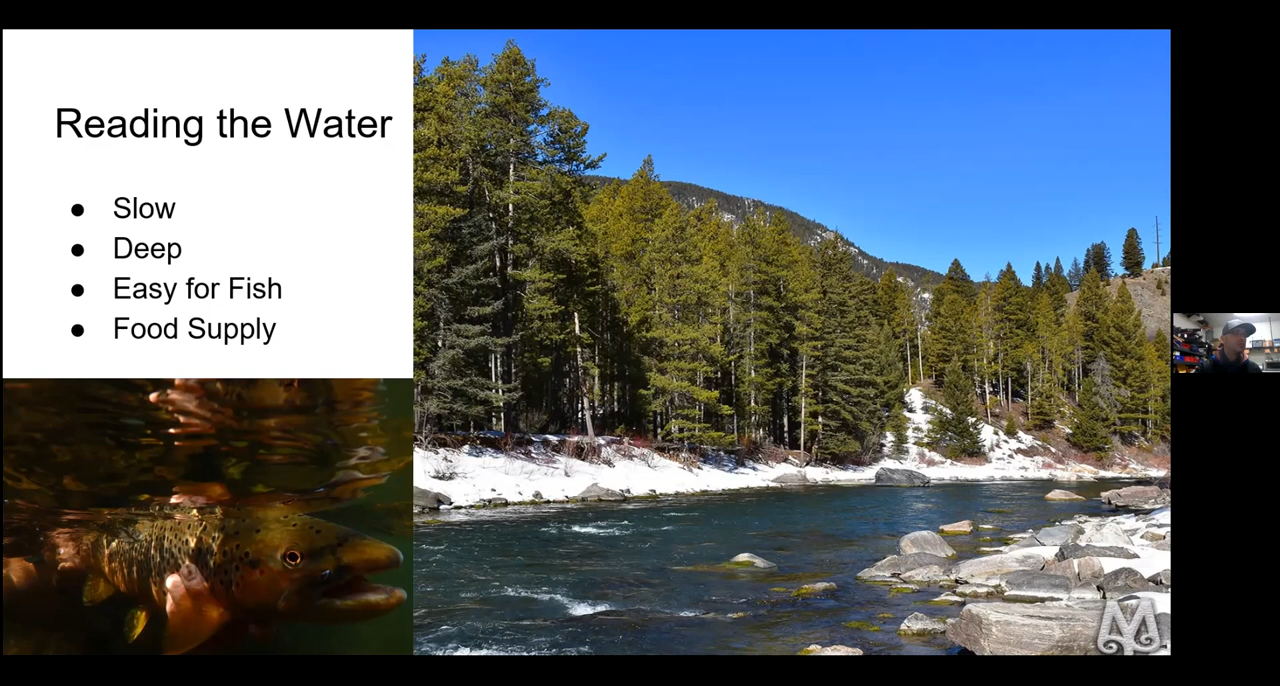 Reading the Water
● Slow
● Deep
● Easy for Fish
● Food Supply
M